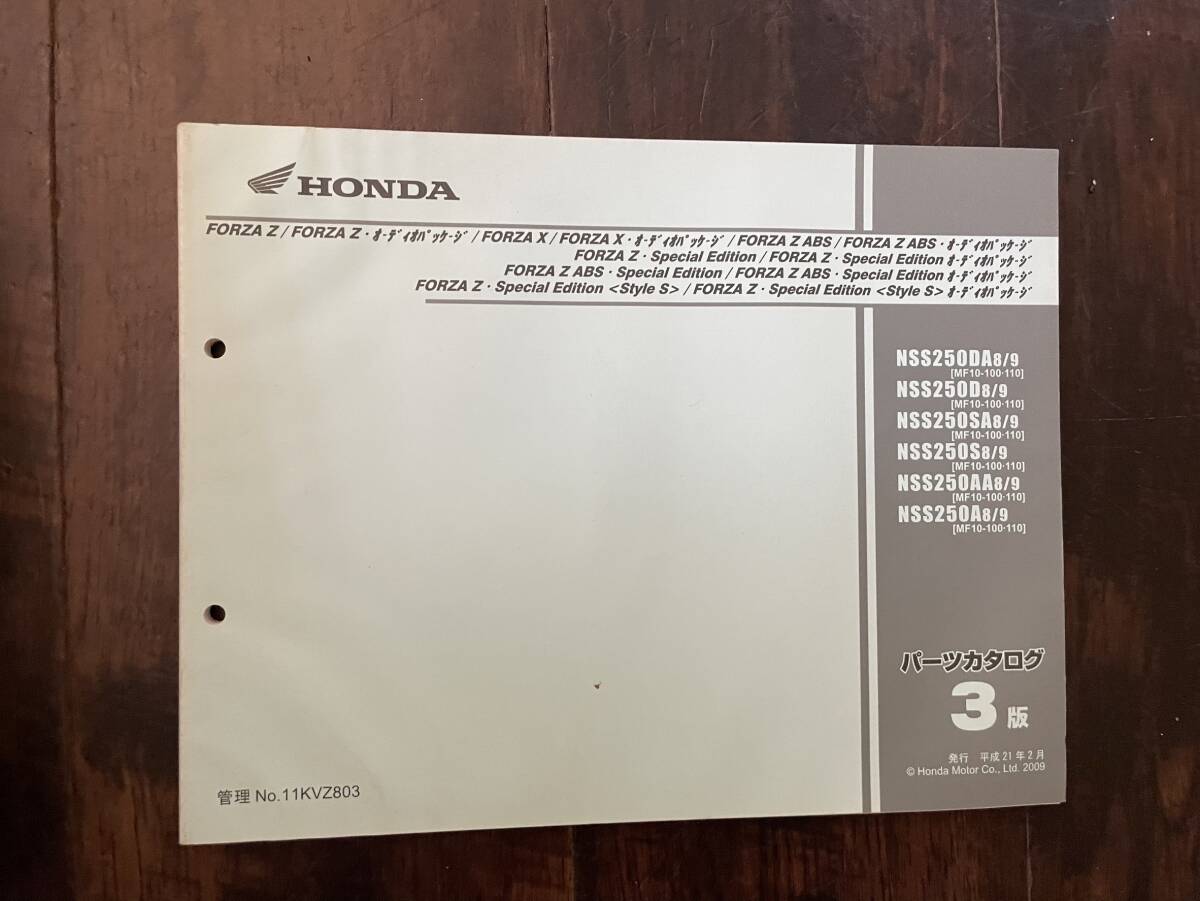 HONDA
FORZA Z / FORZA Z・ｵｰﾃﾞｨｵﾊﾟｯｹｰｼﾞ / FORZA X / FORZA X・ｵｰﾃﾞｨｵﾊﾟｯｹｰｼﾞ / FORZA Z ABS / FORZA Z ABS・ｵｰﾃﾞｨｵﾊﾟｯｹｰｼﾞ
FORZA Z・Special Edition / FORZA Z・Special Edition ｵｰﾃﾞｨｵﾊﾟｯｹｰｼﾞ
FORZA Z ABS・Special Edition / FORZA Z ABS・Special Edition ｵｰﾃﾞｨｵﾊﾟｯｹｰｼﾞ
FORZA Z・Special Edition <Style S> / FORZA Z・Special Edition <Style S> ｵｰﾃﾞｨｵﾊﾟｯｹｰｼﾞ
NSS250DA8/9
[MF10-100·110]
NSS250D8/9
[MF10-100·110]
NSS250SA8/9
[MF10-100·110]
NSS250S8/9
[MF10-100·110]
NSS250AA8/9
[MF10-100·110]
NSS250A8/9
[MF10-100·110]
パーツカタログ
3版
発行 平成21年2月
© Honda Motor Co., Ltd. 2009
管理 No.11KVZ803